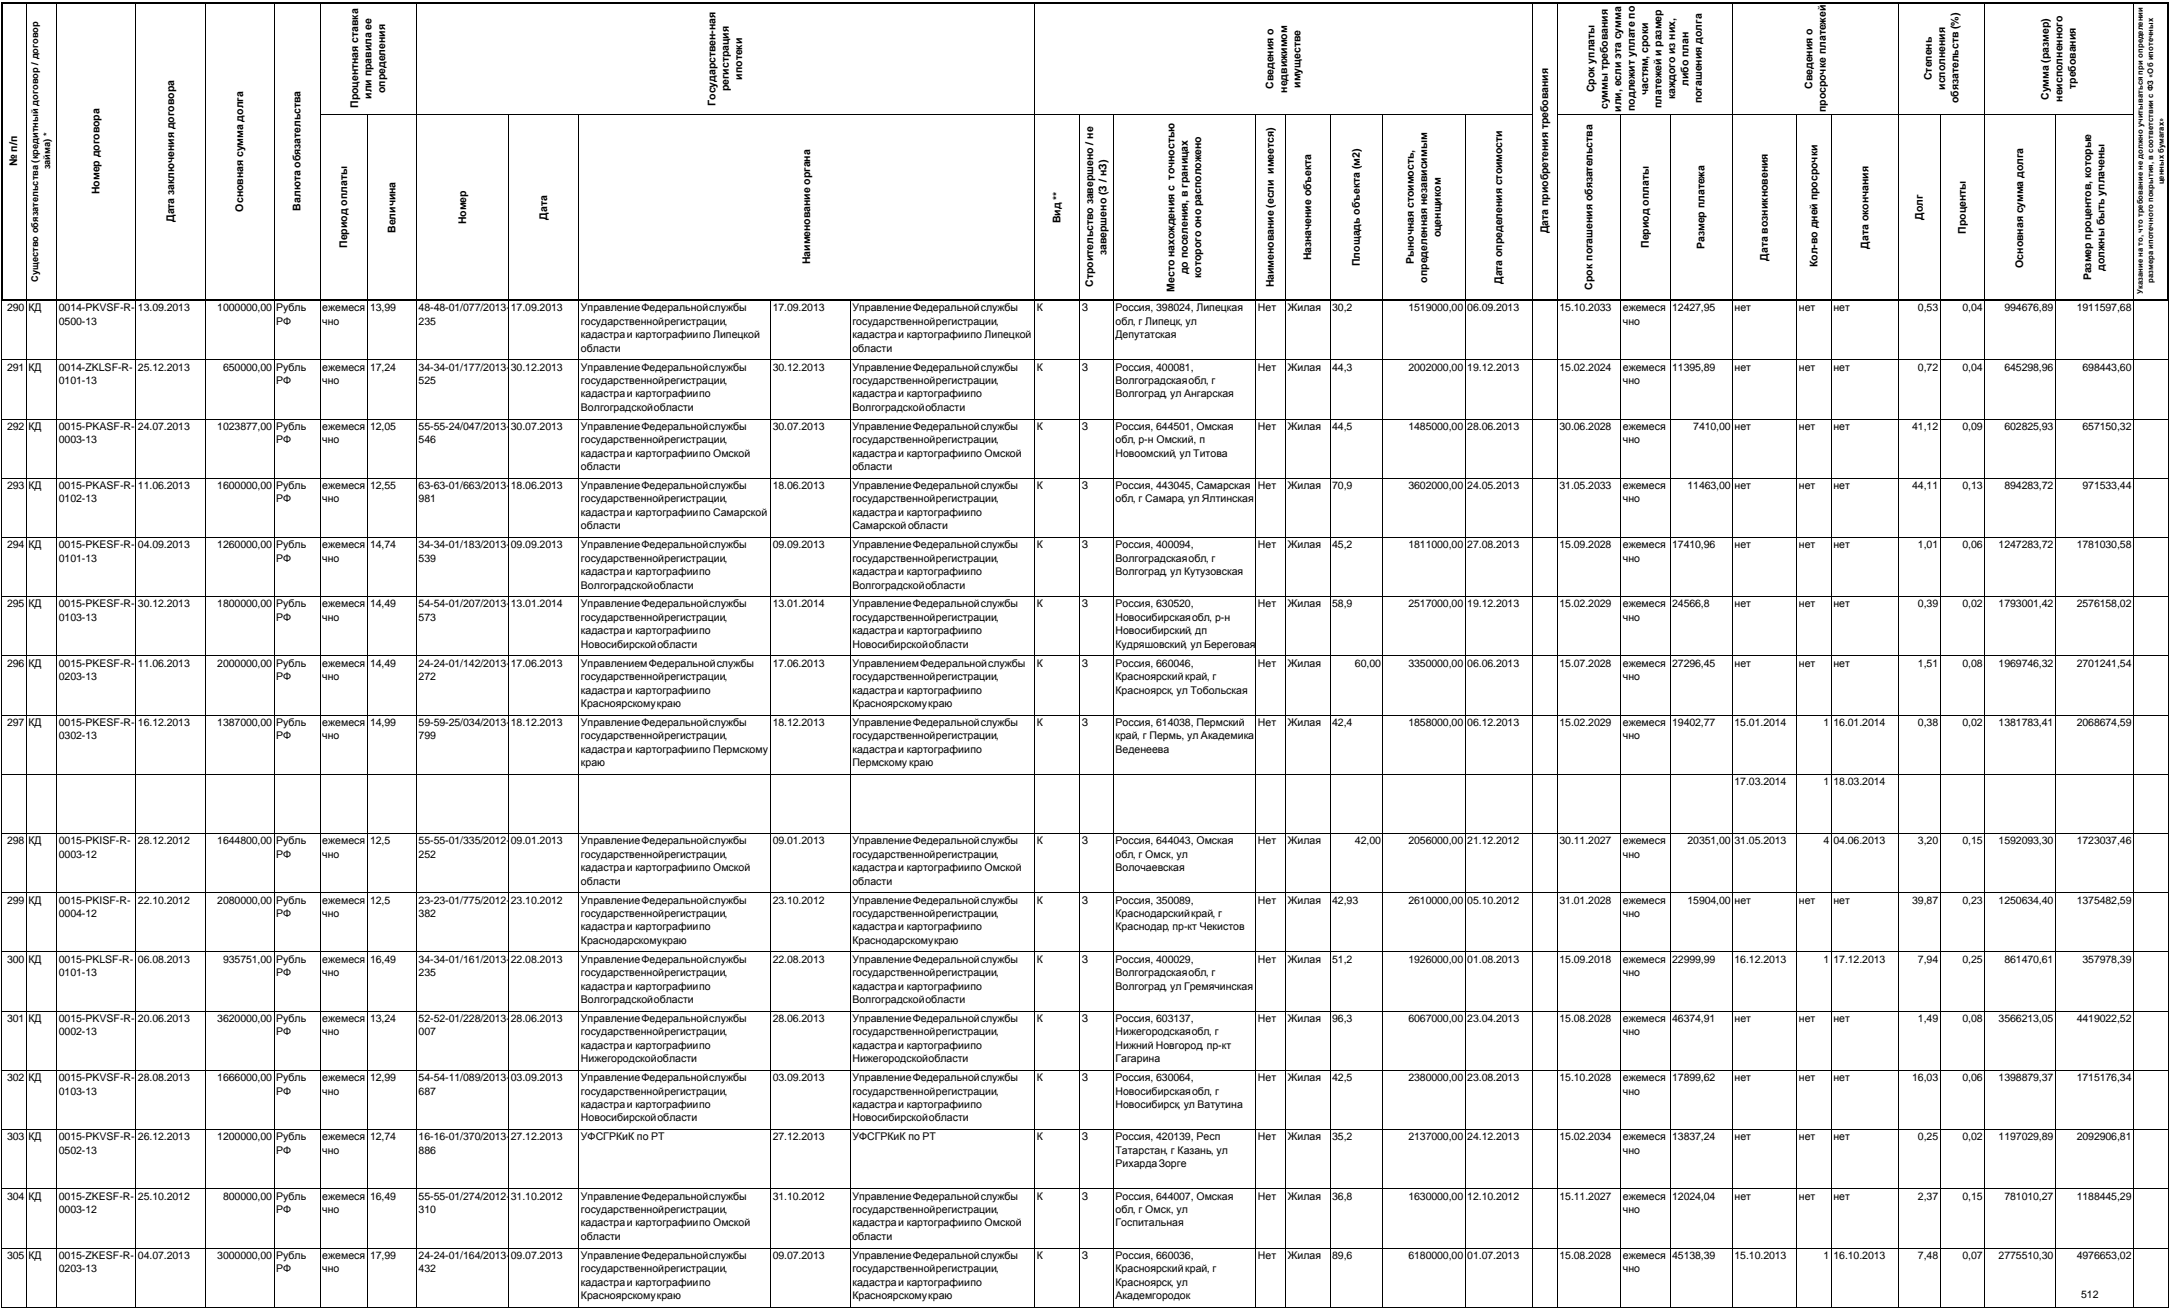 № п/п
Существо обязательства (кредитный договор / договор займа) *
Номер договора
Дата заключения договора
Основная сумма долга
Валюта обязательства
Процентная ставка или правила ее определения
Период оплаты
Величина
Государствен-ная регистрация ипотеки
Номер
Дата
Наименование органа
Сведения о недвижимом имуществе
Вид **
Строительство завершено / не завершено (З / нЗ)
Место нахождения с точностью до поселения, в границах которого оно расположено
Наименование (если имеется)
Назначение объекта
Площадь объекта (м2)
Рыночная стоимость, определенная независимым оценщиком
Дата определения стоимости
Дата приобретения требования
Срок уплаты суммы требования или, если эта сумма подлежит уплате по частям, сроки платежей и размер каждого из них, либо план погашения долга
Срок погашения обязательства
Период оплаты
Размер платежа
Сведения о просрочке платежей
Дата возникновения
Кол-во дней просрочки
Дата окончания
Степень исполнения обязательств (%)
Долг
Проценты
Сумма (размер) неисполненного требования
Основная сумма долга
Размер процентов, которые должны быть уплачены
Указание на то, что требование не должно учитываться при определении размера ипотечного покрытия, в соответствии с ФЗ «Об ипотечных ценных бумагах»
290 КД 0014-PKVSF-R-0500-13 13.09.2013 1000000,00 Рубль РФ ежемесячно 13,99 48-48-01/077/2013-235 17.09.2013 Управление Федеральной службы государственной регистрации, кадастра и картографии по Липецкой области 17.09.2013 Управление Федеральной службы государственной регистрации, кадастра и картографии по Липецкой области К З Россия, 398024, Липецкая обл, г Липецк, ул Депутатская Нет Жилая 30,2 1519000,00 06.09.2013 15.10.2033 ежемесячно 12427,95 нет нет нет 0,53 0,04 994676,89 1911597,68
291 КД 0014-ZKLSF-R-0101-13 25.12.2013 650000,00 Рубль РФ ежемесячно 17,24 34-34-01/177/2013-525 30.12.2013 Управление Федеральной службы государственной регистрации, кадастра и картографии по Волгоградской области 30.12.2013 Управление Федеральной службы государственной регистрации, кадастра и картографии по Волгоградской области К З Россия, 400081, Волгоградская обл, г Волгоград, ул Ангарская Нет Жилая 44,3 2002000,00 19.12.2013 15.02.2024 ежемесячно 11395,89 нет нет нет 0,72 0,04 645298,96 698443,60
292 КД 0015-PKASF-R-0003-13 24.07.2013 1023877,00 Рубль РФ ежемесячно 12,05 55-55-24/047/2013-546 30.07.2013 Управление Федеральной службы государственной регистрации, кадастра и картографии по Омской области 30.07.2013 Управление Федеральной службы государственной регистрации, кадастра и картографии по Омской области К З Россия, 644501, Омская обл, р-н Омский, п Новоомский, ул Титова Нет Жилая 44,5 1485000,00 28.06.2013 30.06.2028 ежемесячно 7410,00 нет нет нет 41,12 0,09 602825,93 657150,32
293 КД 0015-PKASF-R-0102-13 11.06.2013 1600000,00 Рубль РФ ежемесячно 12,55 63-63-01/663/2013-981 18.06.2013 Управление Федеральной службы государственной регистрации, кадастра и картографии по Самарской области 18.06.2013 Управление Федеральной службы государственной регистрации, кадастра и картографии по Самарской области К З Россия, 443045, Самарская обл, г Самара, ул Ялтинская Нет Жилая 70,9 3602000,00 24.05.2013 31.05.2033 ежемесячно 11463,00 нет нет нет 44,11 0,13 894283,72 971533,44
294 КД 0015-PKESF-R-0101-13 04.09.2013 1260000,00 Рубль РФ ежемесячно 14,74 34-34-01/183/2013-539 09.09.2013 Управление Федеральной службы государственной регистрации, кадастра и картографии по Волгоградской области 09.09.2013 Управление Федеральной службы государственной регистрации, кадастра и картографии по Волгоградской области К З Россия, 400094, Волгоградская обл, г Волгоград, ул Кутузовская Нет Жилая 45,2 1811000,00 27.08.2013 15.09.2028 ежемесячно 17410,96 нет нет нет 1,01 0,06 1247283,72 1781030,58
295 КД 0015-PKESF-R-0103-13 30.12.2013 1800000,00 Рубль РФ ежемесячно 14,49 54-54-01/207/2013-573 13.01.2014 Управление Федеральной службы государственной регистрации, кадастра и картографии по Новосибирской области 13.01.2014 Управление Федеральной службы государственной регистрации, кадастра и картографии по Новосибирской области К З Россия, 630520, Новосибирская обл, р-н Новосибирский, дп Кудряшовский, ул Береговая Нет Жилая 58,9 2517000,00 19.12.2013 15.02.2029 ежемесячно 24566,8 нет нет нет 0,39 0,02 1793001,42 2576158,02
296 КД 0015-PKESF-R-0203-13 11.06.2013 2000000,00 Рубль РФ ежемесячно 14,49 24-24-01/142/2013-272 17.06.2013 Управлением Федеральной службы государственной регистрации, кадастра и картографии по Красноярскому краю 17.06.2013 Управлением Федеральной службы государственной регистрации, кадастра и картографии по Красноярскому краю К З Россия, 660046, Красноярский край, г Красноярск, ул Тобольская Нет Жилая 60,00 3350000,00 06.06.2013 15.07.2028 ежемесячно 27296,45 нет нет нет 1,51 0,08 1969746,32 2701241,54
297 КД 0015-PKESF-R-0302-13 16.12.2013 1387000,00 Рубль РФ ежемесячно 14,99 59-59-25/034/2013-799 18.12.2013 Управление Федеральной службы государственной регистрации, кадастра и картографии по Пермскому краю 18.12.2013 Управление Федеральной службы государственной регистрации, кадастра и картографии по Пермскому краю К З Россия, 614038, Пермский край, г Пермь, ул Академика Веденеева Нет Жилая 42,4 1858000,00 06.12.2013 15.02.2029 ежемесячно 19402,77 15.01.2014 1 16.01.2014 0,38 0,02 1381783,41 2068674,59
17.03.2014 1 18.03.2014
298 КД 0015-PKISF-R-0003-12 28.12.2012 1644800,00 Рубль РФ ежемесячно 12,5 55-55-01/335/2012-252 09.01.2013 Управление Федеральной службы государственной регистрации, кадастра и картографии по Омской области 09.01.2013 Управление Федеральной службы государственной регистрации, кадастра и картографии по Омской области К З Россия, 644043, Омская обл, г Омск, ул Волочаевская Нет Жилая 42,00 2056000,00 21.12.2012 30.11.2027 ежемесячно 20351,00 31.05.2013 4 04.06.2013 3,20 0,15 1592093,30 1723037,46
299 КД 0015-PKISF-R-0004-12 22.10.2012 2080000,00 Рубль РФ ежемесячно 12,5 23-23-01/775/2012-382 23.10.2012 Управление Федеральной службы государственной регистрации, кадастра и картографии по Краснодарскому краю 23.10.2012 Управление Федеральной службы государственной регистрации, кадастра и картографии по Краснодарскому краю К З Россия, 350089, Краснодарский край, г Краснодар, пр-кт Чекистов Нет Жилая 42,93 2610000,00 05.10.2012 31.01.2028 ежемесячно 15904,00 нет нет нет 39,87 0,23 1250634,40 1375482,59
300 КД 0015-PKLSF-R-0101-13 06.08.2013 935751,00 Рубль РФ ежемесячно 16,49 34-34-01/161/2013-235 22.08.2013 Управление Федеральной службы государственной регистрации, кадастра и картографии по Волгоградской области 22.08.2013 Управление Федеральной службы государственной регистрации, кадастра и картографии по Волгоградской области К З Россия, 400029, Волгоградская обл, г Волгоград, ул Гремячинская Нет Жилая 51,2 1926000,00 01.08.2013 15.09.2018 ежемесячно 22999,99 16.12.2013 1 17.12.2013 7,94 0,25 861470,61 357978,39
301 КД 0015-PKVSF-R-0002-13 20.06.2013 3620000,00 Рубль РФ ежемесячно 13,24 52-52-01/228/2013-007 28.06.2013 Управление Федеральной службы государственной регистрации, кадастра и картографии по Нижегородской области 28.06.2013 Управление Федеральной службы государственной регистрации, кадастра и картографии по Нижегородской области К З Россия, 603137, Нижегородская обл, г Нижний Новгород, пр-кт Гагарина Нет Жилая 96,3 6067000,00 23.04.2013 15.08.2028 ежемесячно 46374,91 нет нет нет 1,49 0,08 3566213,05 4419022,52
302 КД 0015-PKVSF-R-0103-13 28.08.2013 1666000,00 Рубль РФ ежемесячно 12,99 54-54-11/089/2013-687 03.09.2013 Управление Федеральной службы государственной регистрации, кадастра и картографии по Новосибирской области 03.09.2013 Управление Федеральной службы государственной регистрации, кадастра и картографии по Новосибирской области К З Россия, 630064, Новосибирская обл, г Новосибирск, ул Ватутина Нет Жилая 42,5 2380000,00 23.08.2013 15.10.2028 ежемесячно 17899,62 нет нет нет 16,03 0,06 1398879,37 1715176,34
303 КД 0015-PKVSF-R-0502-13 26.12.2013 1200000,00 Рубль РФ ежемесячно 12,74 16-16-01/370/2013-886 27.12.2013 УФСГРКиК по РТ 27.12.2013 УФСГРКиК по РТ К З Россия, 420139, Респ Татарстан, г Казань, ул Рихарда Зорге Нет Жилая 35,2 2137000,00 24.12.2013 15.02.2034 ежемесячно 13837,24 нет нет нет 0,25 0,02 1197029,89 2092906,81
304 КД 0015-ZKESF-R-0003-12 25.10.2012 800000,00 Рубль РФ ежемесячно 16,49 55-55-01/274/2012-310 31.10.2012 Управление Федеральной службы государственной регистрации, кадастра и картографии по Омской области 31.10.2012 Управление Федеральной службы государственной регистрации, кадастра и картографии по Омской области К З Россия, 644007, Омская обл, г Омск, ул Госпитальная Нет Жилая 36,8 1630000,00 12.10.2012 15.11.2027 ежемесячно 12024,04 нет нет нет 2,37 0,15 781010,27 1188445,29
305 КД 0015-ZKESF-R-0203-13 04.07.2013 3000000,00 Рубль РФ ежемесячно 17,99 24-24-01/164/2013-432 09.07.2013 Управление Федеральной службы государственной регистрации, кадастра и картографии по Красноярскому краю 09.07.2013 Управление Федеральной службы государственной регистрации, кадастра и картографии по Красноярскому краю К З Россия, 660036, Красноярский край, г Красноярск, ул Академгородок Нет Жилая 89,6 6180000,00 01.07.2013 15.08.2028 ежемесячно 45138,39 15.10.2013 1 16.10.2013 7,48 0,07 2775510,30 4976653,02
512